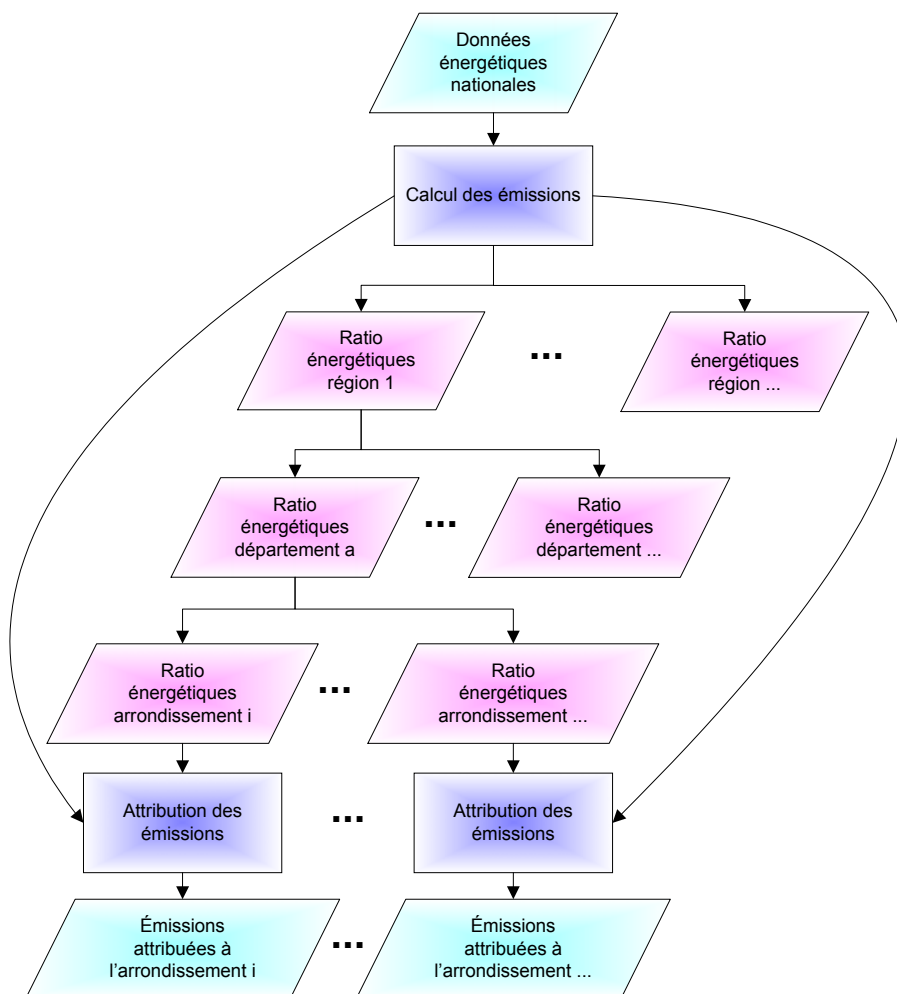 Données
énergétiques
nationales
Calcul des émissions
Ratio
énergétiques
région 1
...
Ratio
énergétiques
région ...
Ratio
énergétiques
département a
...
Ratio
énergétiques
département ...
Ratio
énergétiques
arrondissement i
...
Ratio
énergétiques
arrondissement ...
Attribution des
émissions
...
Attribution des
émissions
Émissions
attribuées à
l’arrondissement i
...
Émissions
attribuées à
l’arrondissement ...